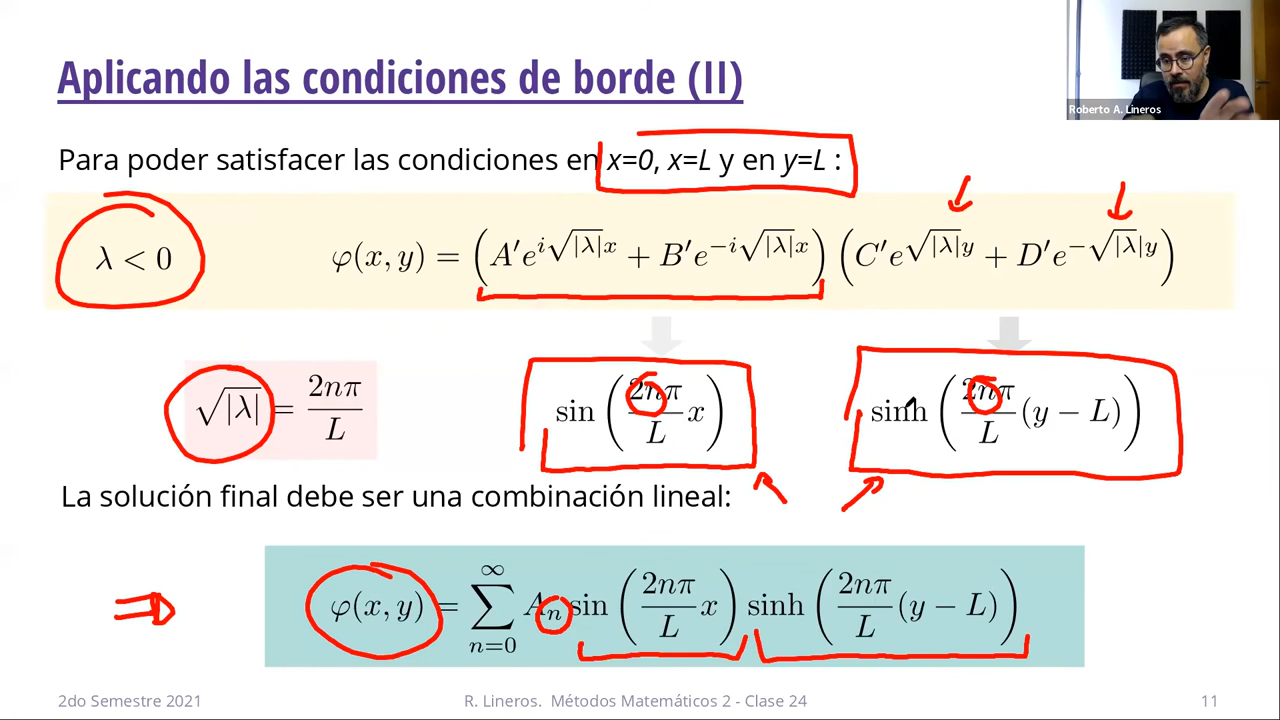 Aplicando las condiciones de borde (II)
Roberto A. Lineros
Para poder satisfacer las condiciones en x=0, x=L y en y=L :
λ < 0 φ(x, y) = (A′e^{i√|λ|x} + B′e^{−i√|λ|x}) (C′e^{√|λ|y} + D′e^{−√|λ|y})
√|λ| = 2nπ/L sin (2nπ/L x) sinh (2nπ/L (y − L))
La solución final debe ser una combinación lineal:
⇒ φ(x, y) = ∑_{n=0}^{∞} A_n sin (2nπ/L x) sinh (2nπ/L (y − L))
2do Semestre 2021 R. Lineros. Métodos Matemáticos 2 - Clase 24 11